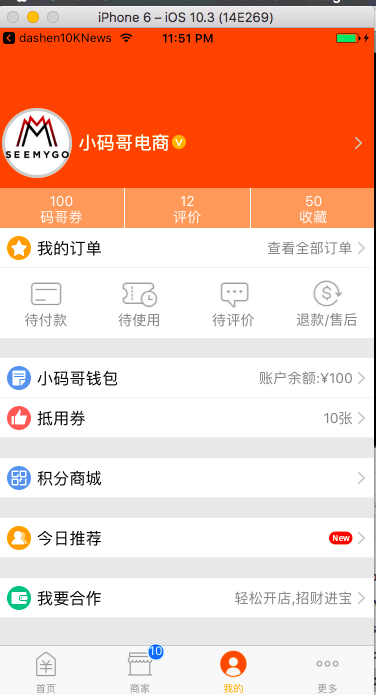 iPhone 6 – iOS 10.3 (14E269)
dashen10KNews 11:51 PM
SEEMYGO
小码哥电商 V
100 12 50
码哥券 评价 收藏
我的订单 查看全部订单
待付款 待使用 待评价 退款/售后
小码哥钱包 账户余额:¥100
抵用券 10张
积分商城
今日推荐 New
我要合作 轻松开店,招财进宝
10
首页 商家 我的 更多